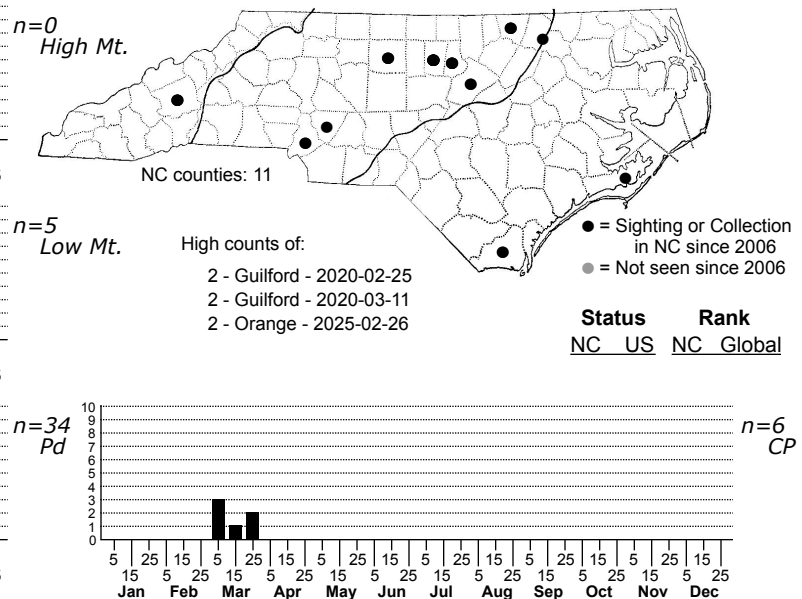 n=0
High Mt.
NC counties: 11
n=5
Low Mt.
High counts of:
2 - Guilford - 2020-02-25
2 - Guilford - 2020-03-11
2 - Orange - 2025-02-26
= Sighting or Collection
in NC since 2006
= Not seen since 2006
Status Rank
NC US NC Global
n=34
Pd
n=6
CP
10
9
8
7
6
5
4
3
2
1
0
5 25 15 5 25 15 5 25 15 5 25 15 5 25 15 5 25 15
15 5 25 15 5 25 15 5 25 15 5 25 15 5 25 15 5 25
Jan Feb Mar Apr May Jun Jul Aug Sep Oct Nov Dec